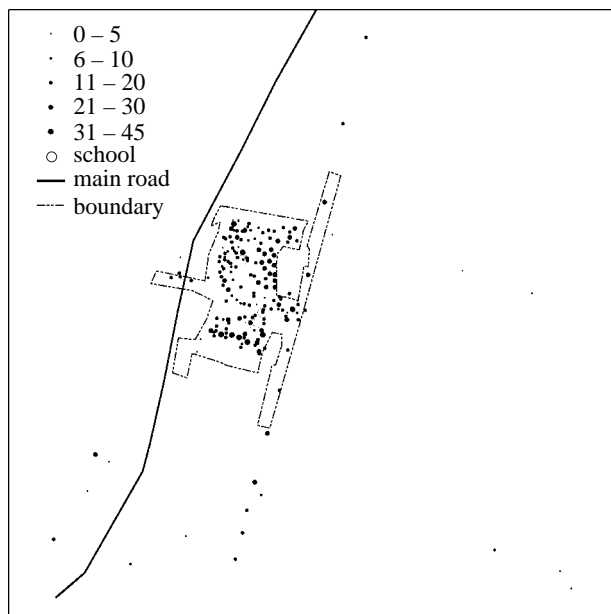 0 – 5
6 – 10
11 – 20
21 – 30
31 – 45
school
main road
boundary